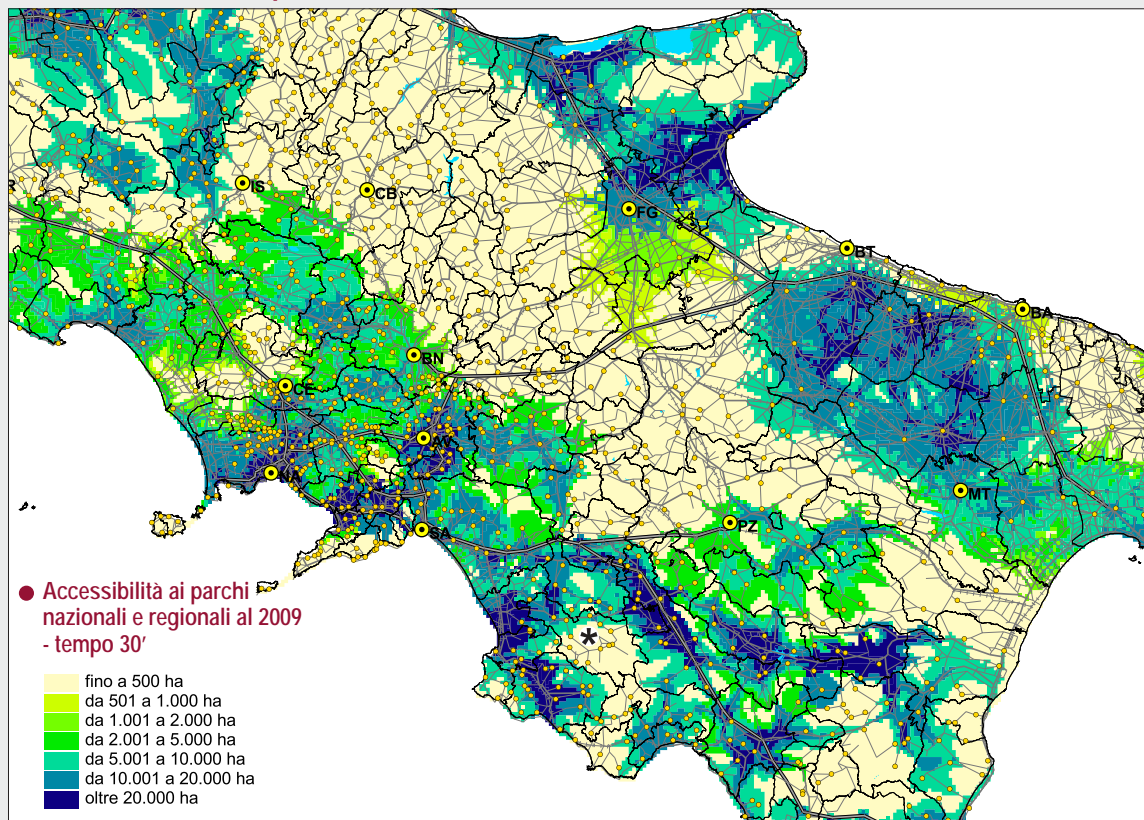 IS
CB
FG
BT
BA
BN
CE
AV
NA
MT
PZ
SA
● Accessibilità ai parchi
nazionali e regionali al 2009
- tempo 30'
*
fino a 500 ha
da 501 a 1.000 ha
da 1.001 a 2.000 ha
da 2.001 a 5.000 ha
da 5.001 a 10.000 ha
da 10.001 a 20.000 ha
oltre 20.000 ha